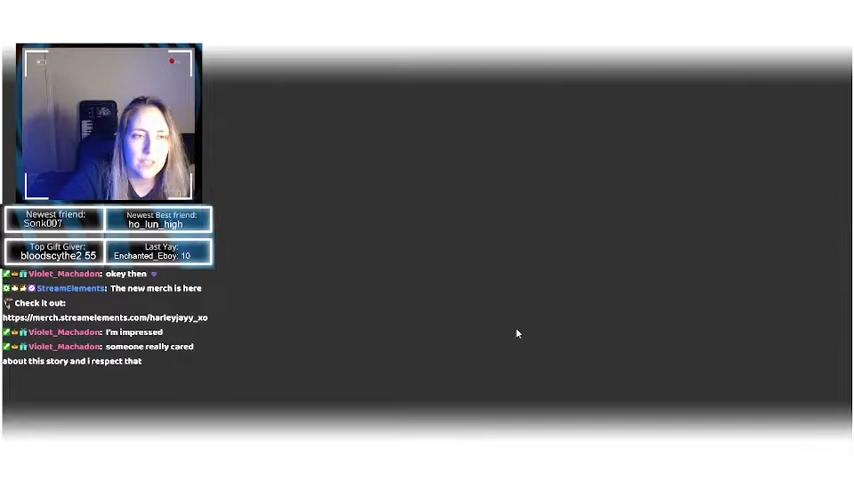 Newest friend:
Sonk007
Newest Best friend:
ho_lun_high
Top Gift Giver:
bloodscythe2 55
Last Yay:
Enchanted_Eboy: 10
Violet_Machadon: okey then
StreamElements: The new merch is here
Check it out:
https://merch.streamelements.com/harleyjayy_xo
Violet_Machadon: I'm impressed
Violet_Machadon: someone really cared
about this story and i respect that